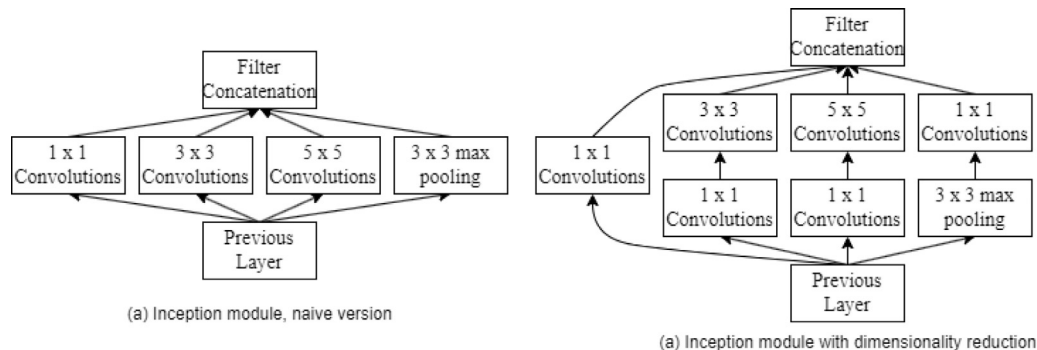 Filter
Concatenation
1 x 1
Convolutions
3 x 3
Convolutions
5 x 5
Convolutions
3 x 3 max
pooling
Previous
Layer
(a) Inception module, naive version
Filter
Concatenation
1 x 1
Convolutions
3 x 3
Convolutions
5 x 5
Convolutions
1 x 1
Convolutions
1 x 1
Convolutions
1 x 1
Convolutions
3 x 3 max
pooling
Previous
Layer
(a) Inception module with dimensionality reduction